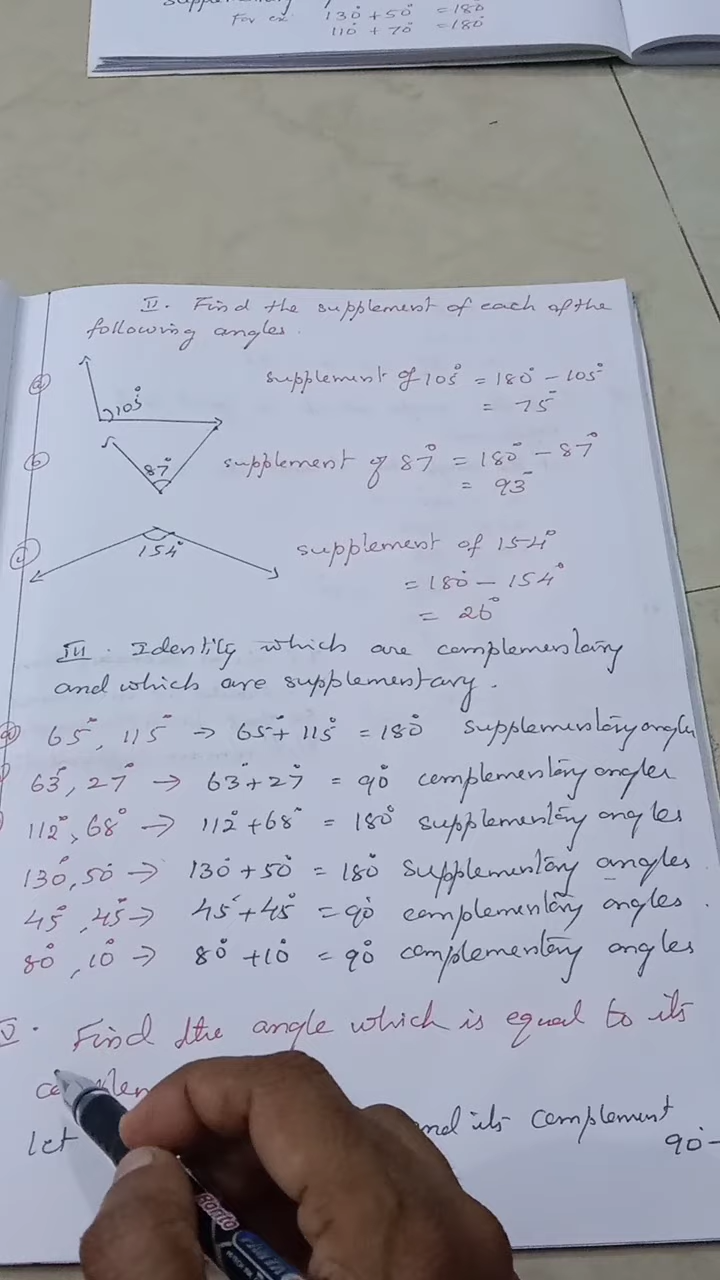 For ex: 130° + 50° = 180°
110° + 70° = 180°
II. Find the supplement of each of the
following angles.
a 105° supplement of 105° = 180° - 105°
= 75°
b 87° supplement of 87° = 180° - 87°
= 93°
154° supplement of 154°
= 180° - 154°
= 26°
III. Identify which are complementary
and which are supplementary.
a 65°, 115° → 65° + 115° = 180° supplementary angles
63°, 27° → 63° + 27° = 90° complementary angles
112°, 68° → 112° + 68° = 180° supplementary angles
130°, 50° → 130° + 50° = 180° supplementary angles.
45°, 45° → 45° + 45° = 90° complementary angles.
80°, 10° → 80° + 10° = 90° complementary angles
Find the angle which is equal to its
let and its complement
90° -